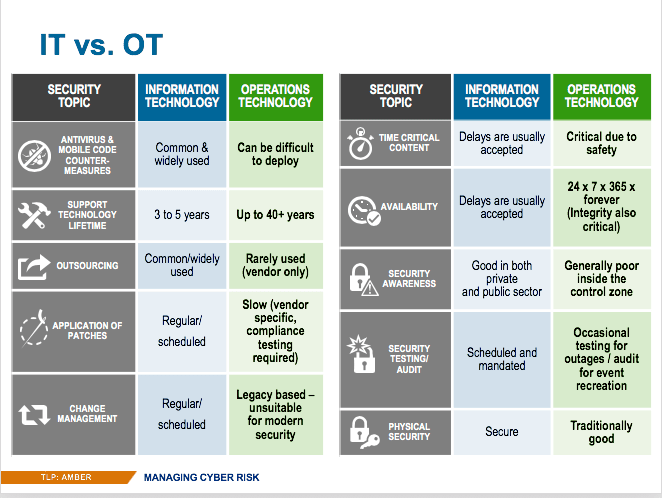 IT vs. OT
SECURITY
TOPIC
INFORMATION
TECHNOLOGY
OPERATIONS
TECHNOLOGY
ANTIVIRUS &
MOBILE CODE
COUNTER-
MEASURES
Common &
widely used
Can be difficult
to deploy
SUPPORT
TECHNOLOGY
LIFETIME
3 to 5 years
Up to 40+ years
OUTSOURCING
Common/widely
used
Rarely used
(vendor only)
APPLICATION OF
PATCHES
Regular/
scheduled
Slow (vendor
specific,
compliance
testing
required)
CHANGE
MANAGEMENT
Regular/
scheduled
Legacy based –
unsuitable
for modern
security
SECURITY
TOPIC
INFORMATION
TECHNOLOGY
OPERATIONS
TECHNOLOGY
TIME CRITICAL
CONTENT
Delays are usually
accepted
Critical due to
safety
AVAILABILITY
Delays are usually
accepted
24 x 7 x 365 x
forever
(Integrity also
critical)
SECURITY
AWARENESS
Good in both
private
and public sector
Generally poor
inside the
control zone
SECURITY
TESTING/
AUDIT
Scheduled and
mandated
Occasional
testing for
outages / audit
for event
recreation
PHYSICAL
SECURITY
Secure
Traditionally
good
TLP: AMBER
MANAGING CYBER RISK